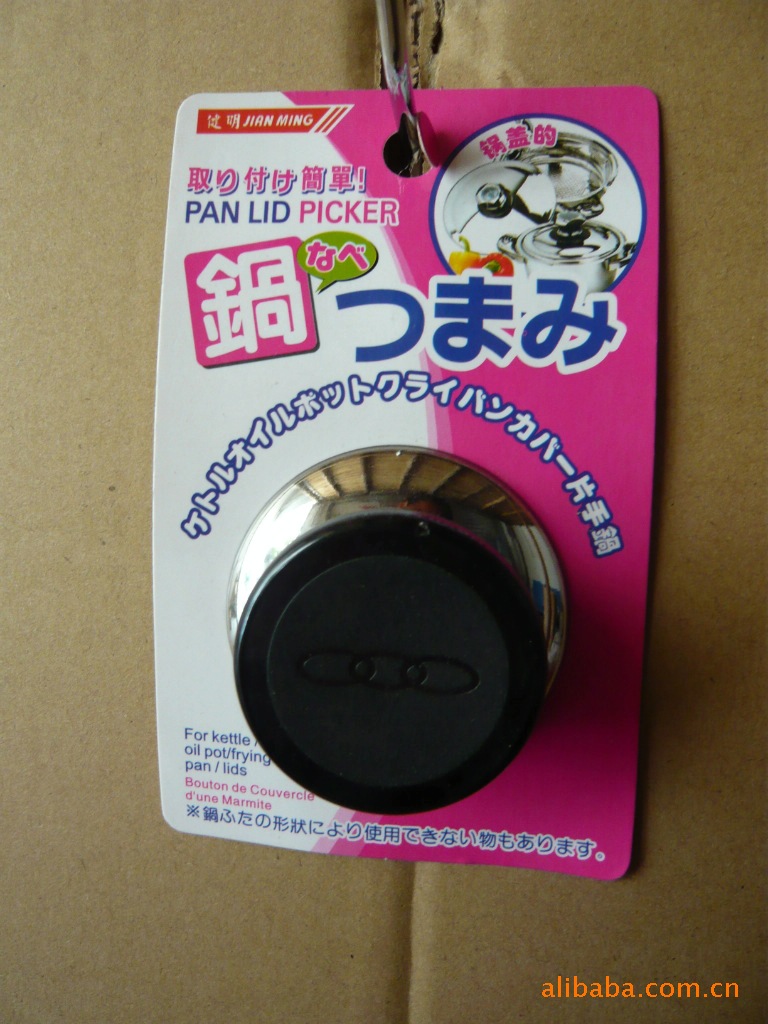 健明 JIAN MING
锅盖的
取り付け簡單!
PAN LID PICKER
鍋 なべ
つまみ
ケトルオイルポットクライパンカバー片手鍋
For kettle /
oil pot/frying
pan / lids
Bouton de Couvercle
d'une Marmite
※鍋ふたの形狀により使用できない物もあります。
alibaba.com.cn